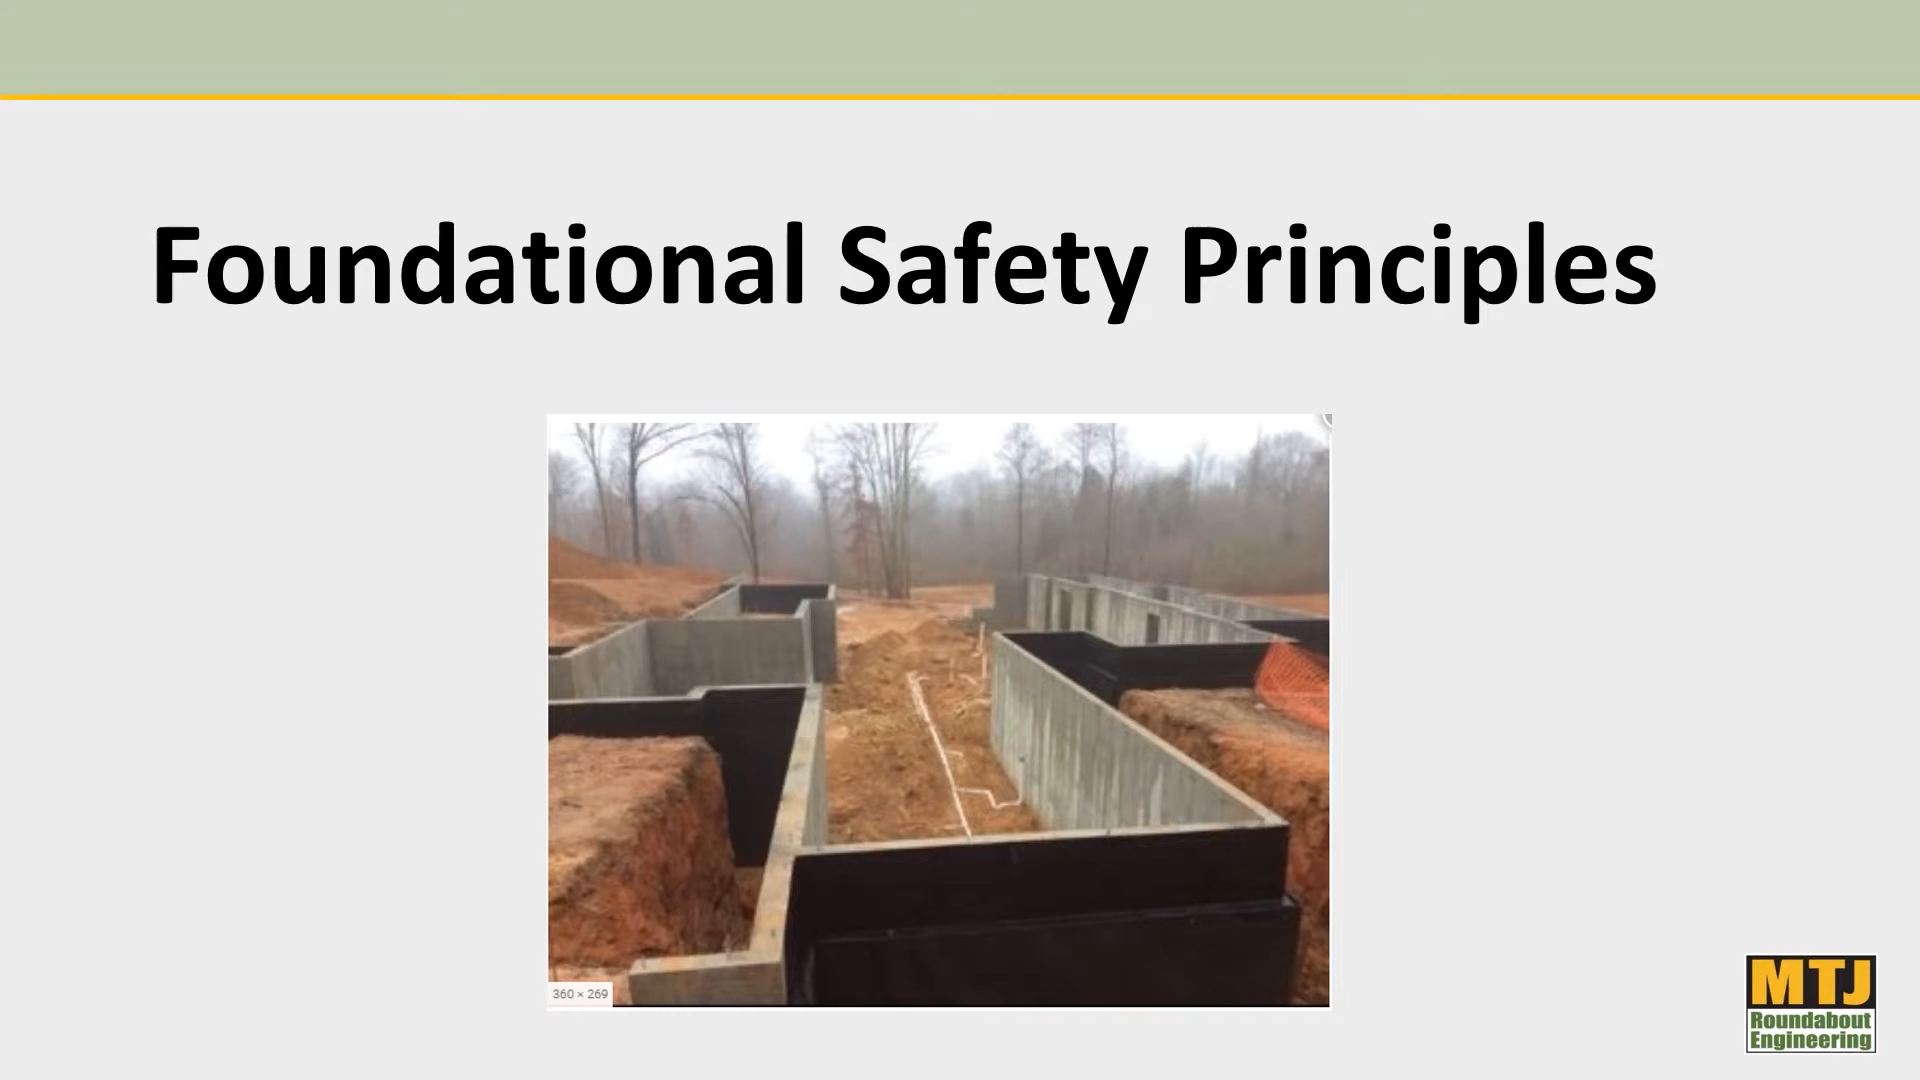 Foundational Safety Principles
360 × 269
MTJ
Roundabout
Engineering